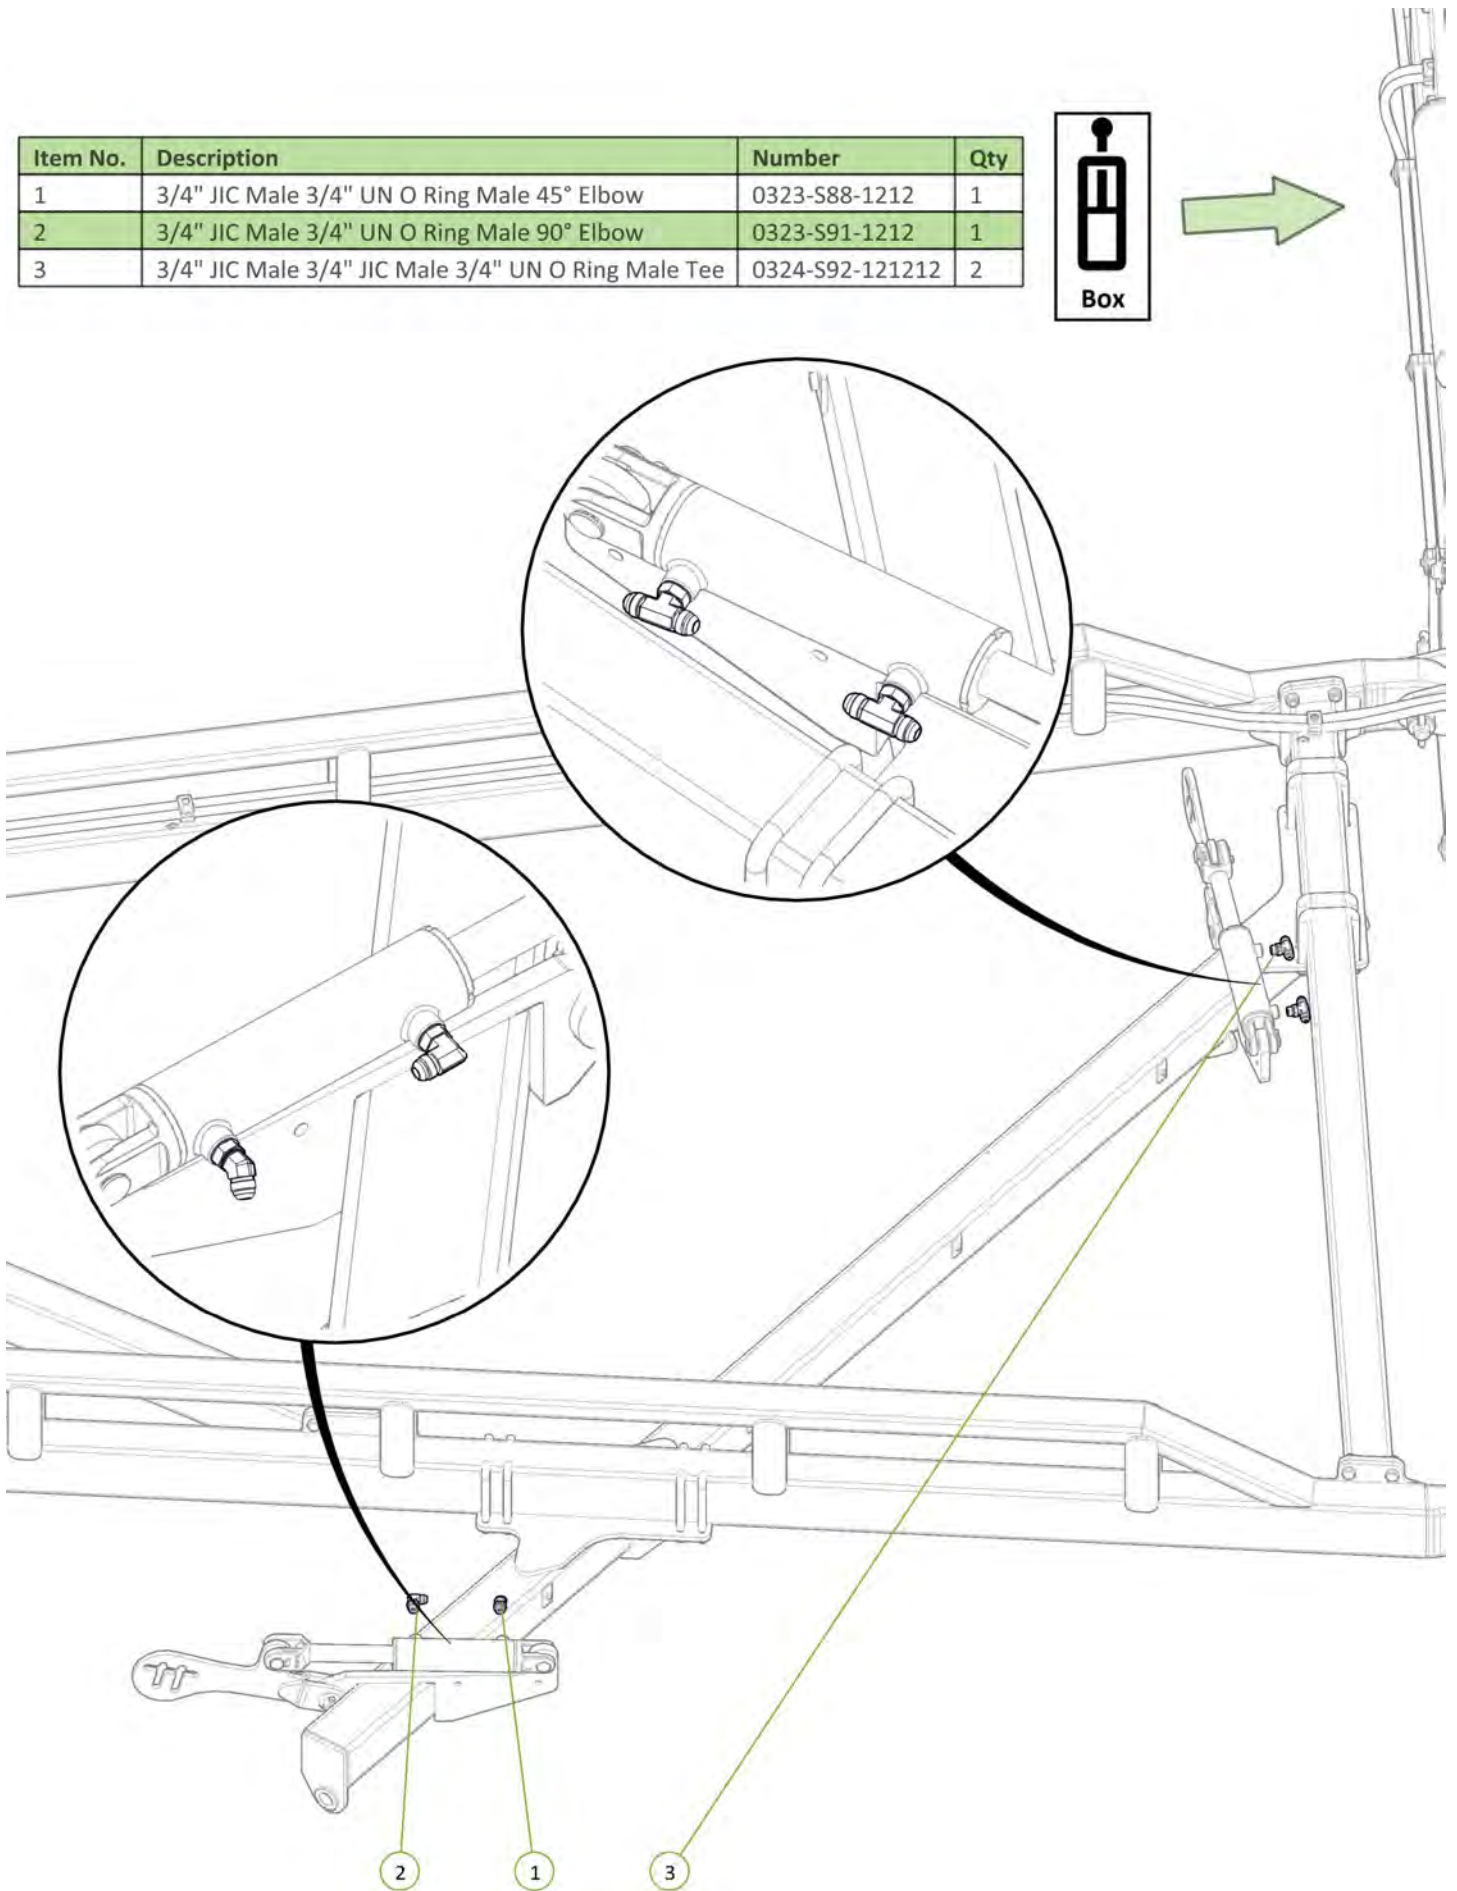 Item No. Description Number Qty
1 3/4" JIC Male 3/4" UN O Ring Male 45° Elbow 0323-S88-1212 1
2 3/4" JIC Male 3/4" UN O Ring Male 90° Elbow 0323-S91-1212 1
3 3/4" JIC Male 3/4" JIC Male 3/4" UN O Ring Male Tee 0324-S92-121212 2
Box
2 1 3